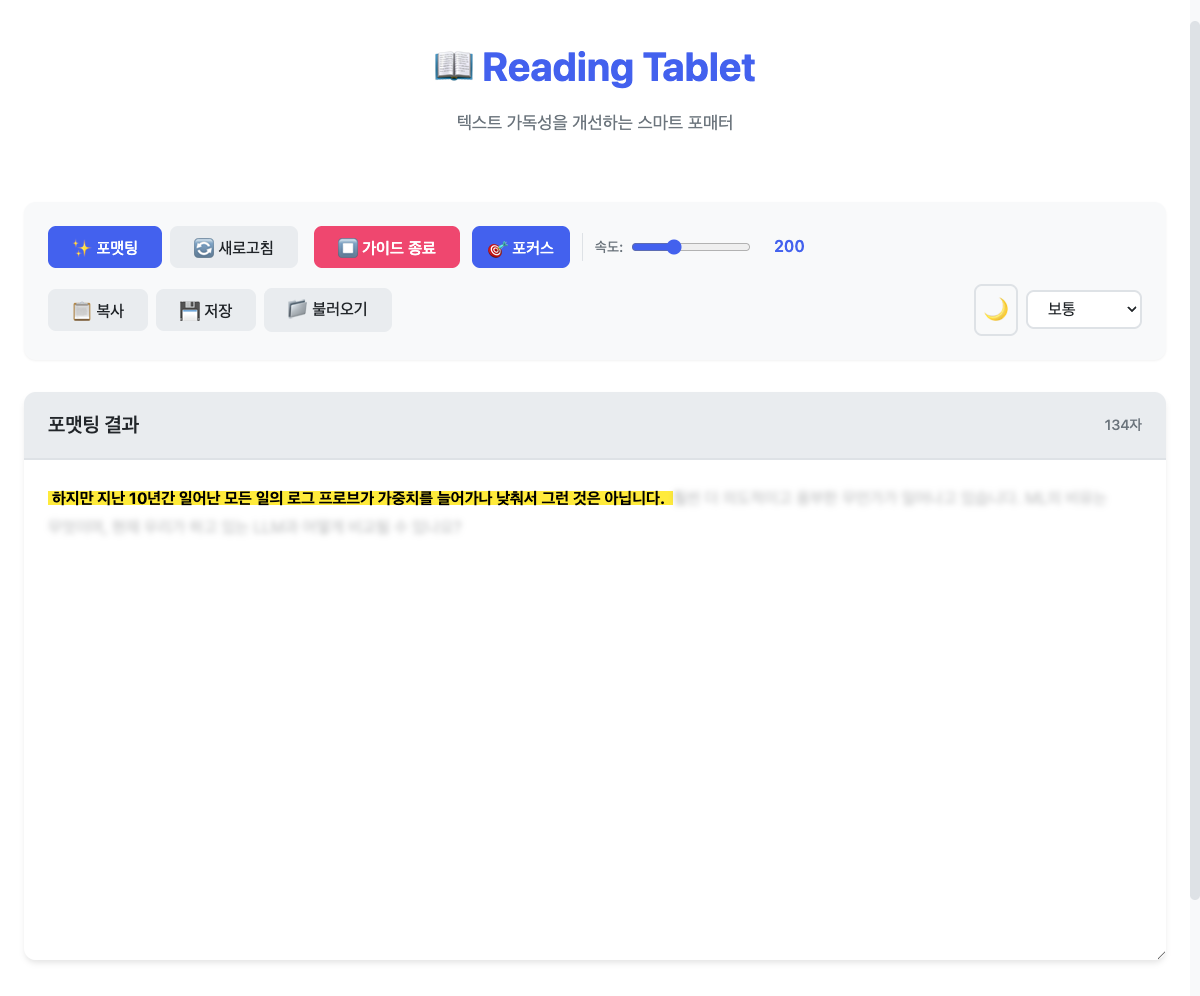 Reading Tablet
텍스트 가독성을 개선하는 스마트 포매터
포맷팅 새로고침 가이드 종료 포커스 속도: 200
복사 저장 불러오기 보통
포맷팅 결과 134자
하지만 지난 10년간 일어난 모든 일의 로그 프로브가 가중치를 늘어가나 낮춰서 그런 것은 아닙니다.